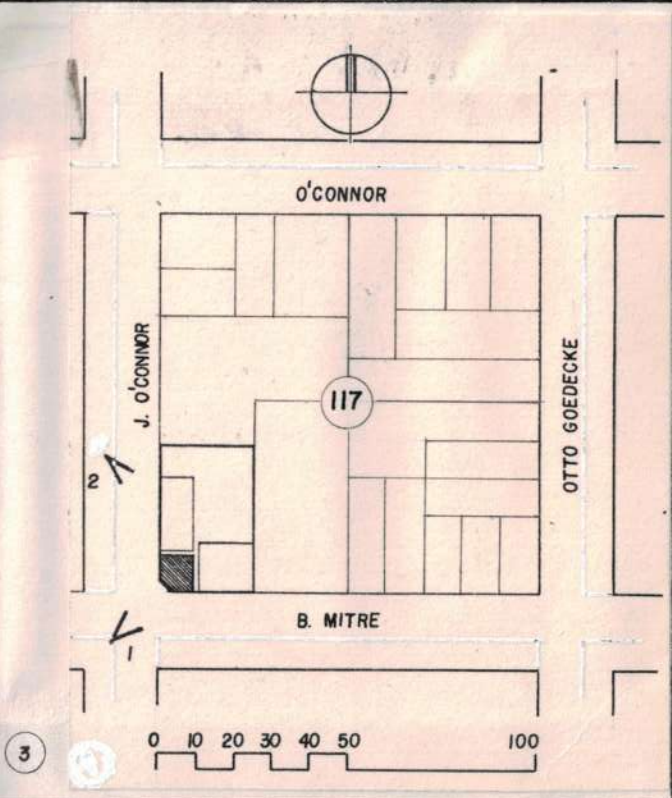 O'CONNOR
J. O'CONNOR
117
OTTO GOEDECKE
2
B. MITRE
1
0 10 20 30 40 50 100
3